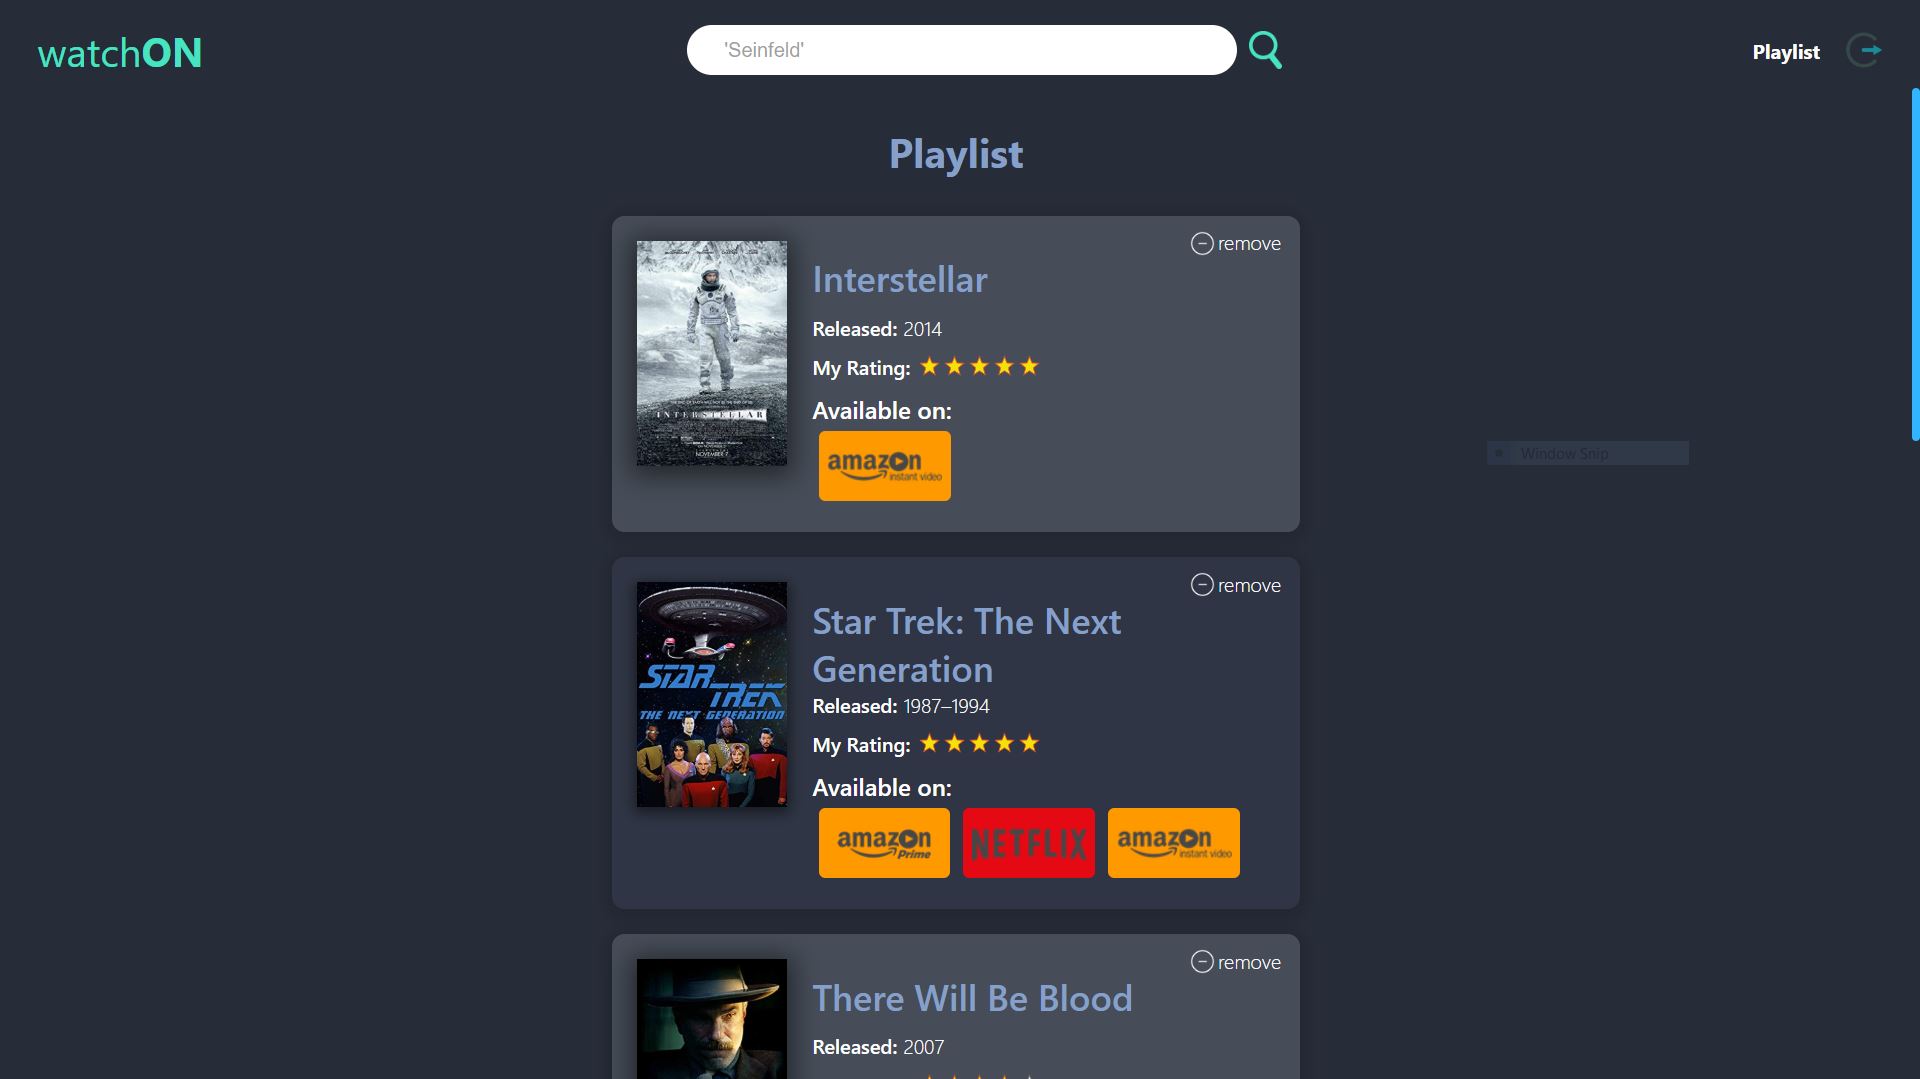 watchON
'Seinfeld'
Playlist
Playlist
remove
Interstellar
Released: 2014
My Rating:
Available on:
INTERSTELLAR
NOVEMBER 7
amazon
instant video
Window Snip
remove
Star Trek: The Next
Generation
Released: 1987–1994
My Rating:
Available on:
STAR
TREK
THE NEXT GENERATION
amazon
Prime
NETFLIX
amazon
instant video
remove
There Will Be Blood
Released: 2007